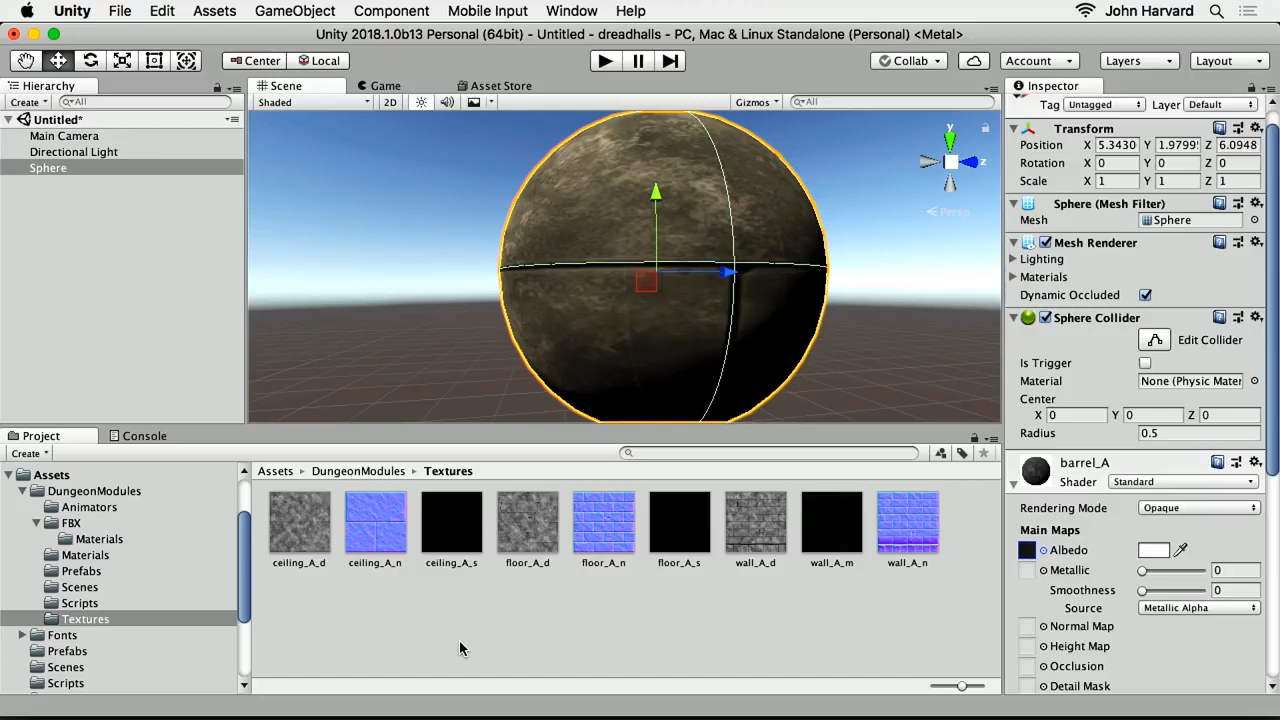 Unity File Edit Assets GameObject Component Mobile Input Window Help John Harvard
Unity 2018.1.0b13 Personal (64bit) - Untitled - dreadhalls - PC, Mac & Linux Standalone (Personal) <Metal>
Center Local Collab Account Layers Layout
Hierarchy Scene Game Asset Store Inspector
Create All Shaded 2D Gizmos All Tag Untagged Layer Default
Untitled*
Main Camera
Directional Light
Sphere
y
z
Persp
Transform
Position X 5.3430 Y 1.9799 Z 6.0948
Rotation X 0 Y 0 Z 0
Scale X 1 Y 1 Z 1
Sphere (Mesh Filter)
Mesh Sphere
Mesh Renderer
Lighting
Materials
Dynamic Occluded
Sphere Collider
Edit Collider
Is Trigger
Material None (Physic Mater
Center
X 0 Y 0 Z 0
Radius 0.5
barrel_A
Shader Standard
Rendering Mode Opaque
Main Maps
Albedo
Metallic 0
Smoothness 0
Source Metallic Alpha
Normal Map
Height Map
Occlusion
Detail Mask
Project Console
Create
Assets
DungeonModules
Animators
FBX
Materials
Materials
Prefabs
Scenes
Scripts
Textures
Fonts
Prefabs
Scenes
Scripts
Assets DungeonModules Textures
ceiling_A_d ceiling_A_n ceiling_A_s floor_A_d floor_A_n floor_A_s wall_A_d wall_A_m wall_A_n